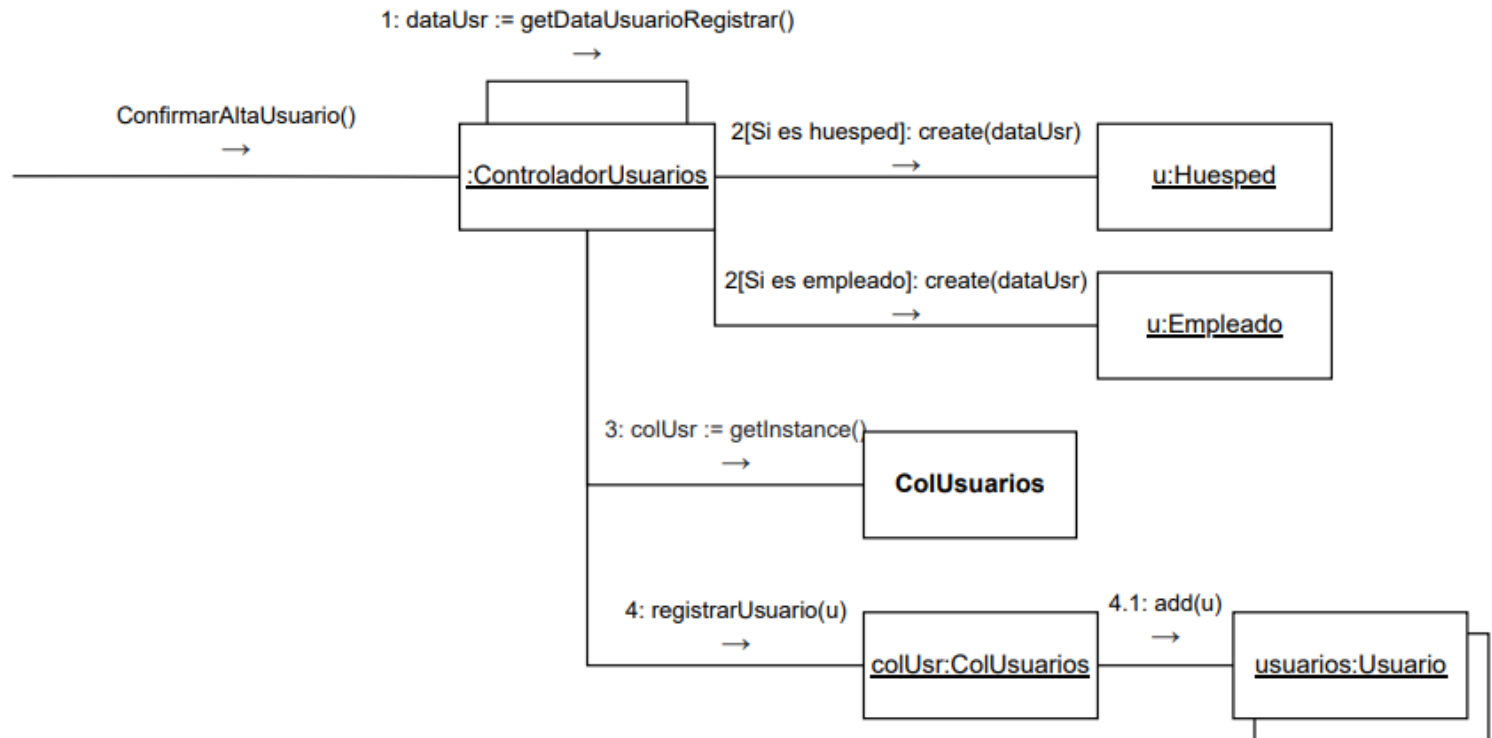 1: dataUsr := getDataUsuarioRegistrar()
→
ConfirmarAltaUsuario()
→
:ControladorUsuarios
2[Si es huesped]: create(dataUsr)
→
u:Huesped
2[Si es empleado]: create(dataUsr)
→
u:Empleado
3: colUsr := getInstance()
→
ColUsuarios
4: registrarUsuario(u)
→
colUsr:ColUsuarios
4.1: add(u)
→
usuarios:Usuario